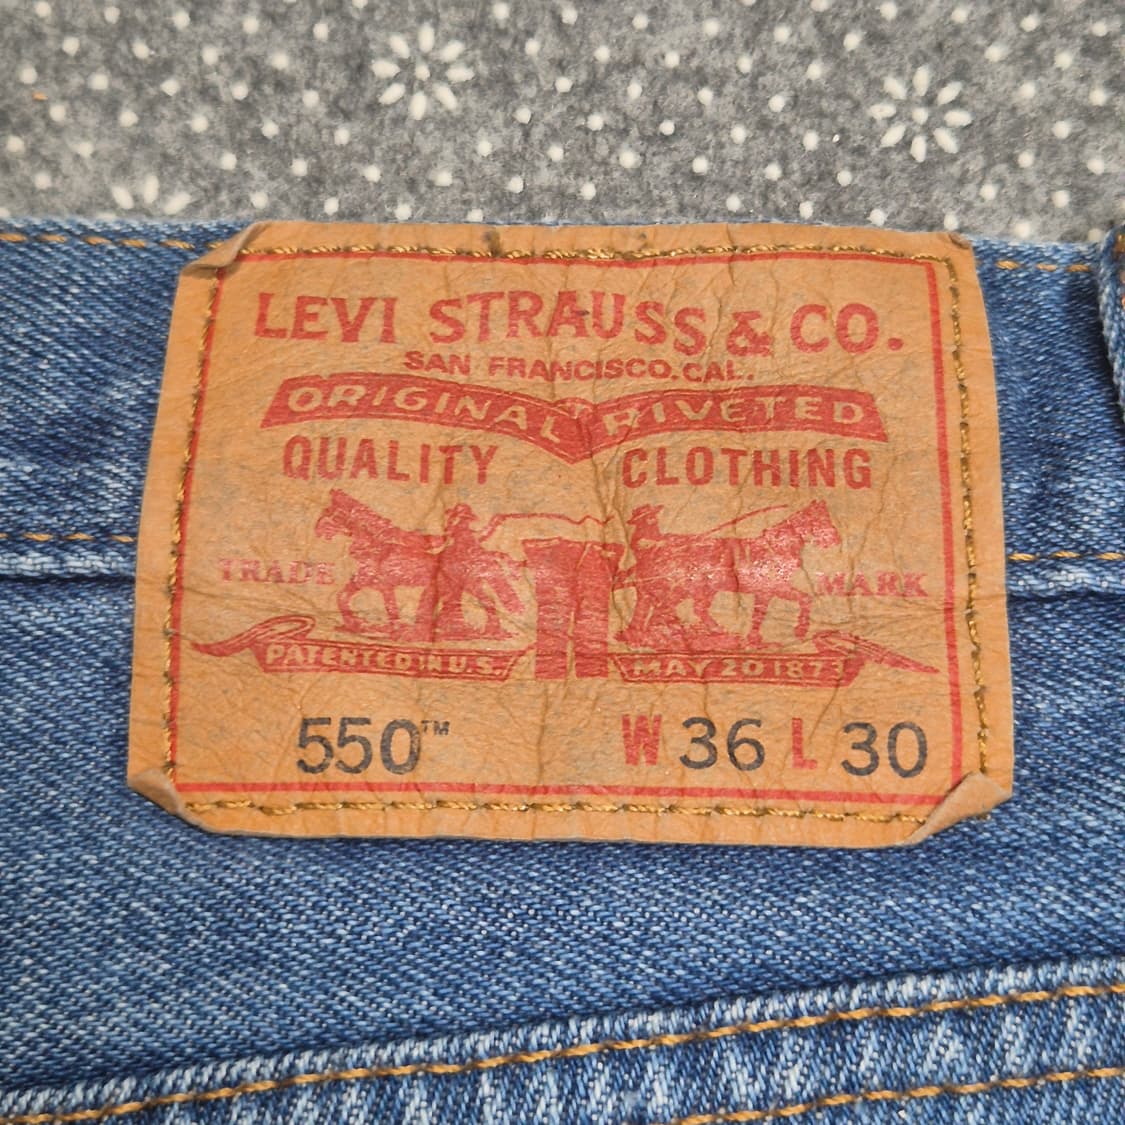 LEVI STRAUSS & CO.
SAN FRANCISCO, CAL.
ORIGINAL RIVETED
QUALITY CLOTHING
TRADE MARK
PATENTED IN U.S. MAY 20 1873
550™ W 36 L 30